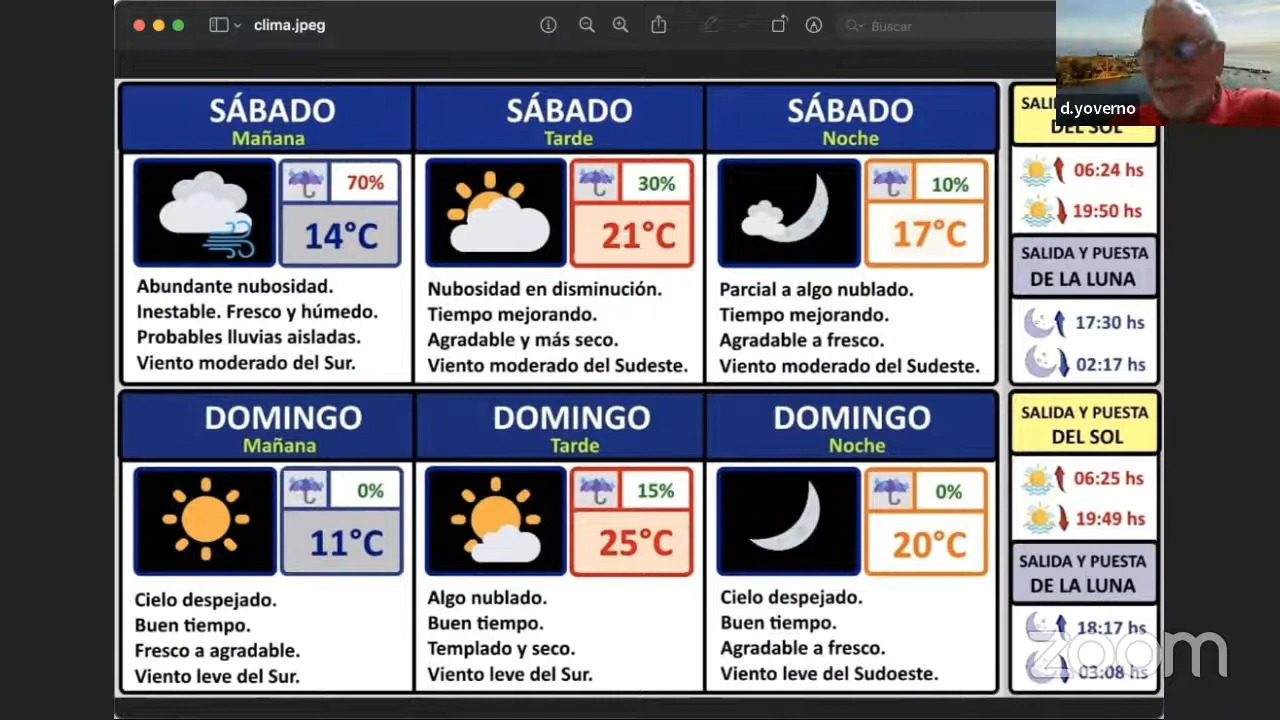 clima.jpeg
Buscar
d.yoverno
SÁBADO
Mañana
70%
14°C
Abundante nubosidad.
Inestable. Fresco y húmedo.
Probables lluvias aisladas.
Viento moderado del Sur.
SÁBADO
Tarde
30%
21°C
Nubosidad en disminución.
Tiempo mejorando.
Agradable y más seco.
Viento moderado del Sudeste.
SÁBADO
Noche
10%
17°C
Parcial a algo nublado.
Tiempo mejorando.
Agradable a fresco.
Viento moderado del Sudeste.
DEL SOL
06:24 hs
19:50 hs
SALIDA Y PUESTA
DE LA LUNA
17:30 hs
02:17 hs
DOMINGO
Mañana
0%
11°C
Cielo despejado.
Buen tiempo.
Fresco a agradable.
Viento leve del Sur.
DOMINGO
Tarde
15%
25°C
Algo nublado.
Buen tiempo.
Templado y seco.
Viento leve del Sur.
DOMINGO
Noche
0%
20°C
Cielo despejado.
Buen tiempo.
Agradable a fresco.
Viento leve del Sudoeste.
SALIDA Y PUESTA
DEL SOL
06:25 hs
19:49 hs
SALIDA Y PUESTA
DE LA LUNA
18:17 hs
03:08 hs
zoom